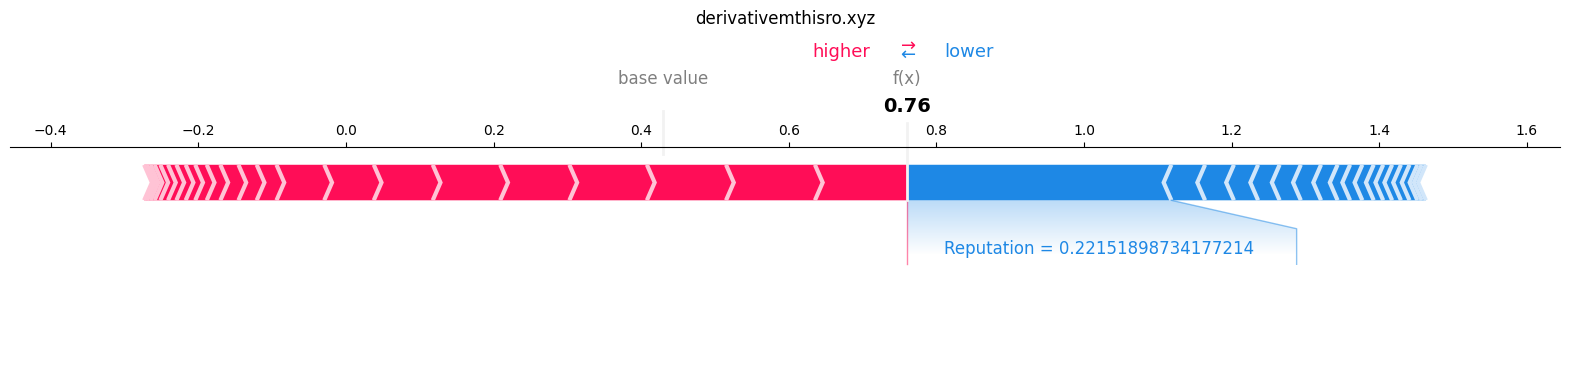 derivativemthisro.xyz
higher ⇄ lower
base value f(x)
0.76
−0.4 −0.2 0.0 0.2 0.4 0.6 0.8 1.0 1.2 1.4 1.6
Reputation = 0.22151898734177214